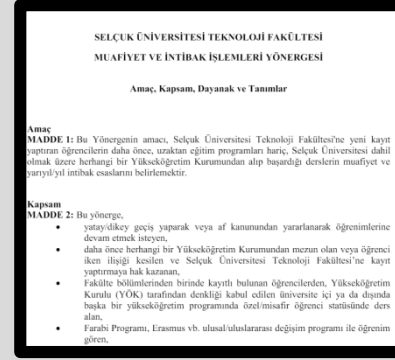 SELÇUK ÜNİVERSİTESİ TEKNOLOJİ FAKÜLTESİ
MUAFİYET VE İNTİBAK İŞLEMLERİ YÖNERGESİ
Amaç, Kapsam, Dayanak ve Tanımlar
Amaç
MADDE 1: Bu Yönergenin amacı, Selçuk Üniversitesi Teknoloji Fakültesi'ne yeni kayıt
yaptıran öğrencilerin daha önce, uzaktan eğitim programları hariç, Selçuk Üniversitesi dahil
olmak üzere herhangi bir Yükseköğretim Kurumundan alıp başardığı derslerin muafiyet ve
yarıyıl/yıl intibak esaslarını belirlemektir.
Kapsam
MADDE 2: Bu yönerge,
• yatay/dikey geçiş yaparak veya af kanunundan yararlanarak öğrenimlerine
devam etmek isteyen,
• daha önce herhangi bir Yükseköğretim Kurumundan mezun olan veya öğrenci
iken ilişiği kesilen ve Selçuk Üniversitesi Teknoloji Fakültesi'ne kayıt
yaptırmaya hak kazanan,
• Fakülte bölümlerinden birinde kayıtlı bulunan öğrencilerden, Yükseköğretim
Kurulu (YÖK) tarafından denkliği kabul edilen üniversite içi ya da dışında
başka bir yükseköğretim programında özel/misafir öğrenci statüsünde ders
alan,
• Farabi Programı, Erasmus vb. ulusal/uluslararası değişim programı ile öğrenim
gören,